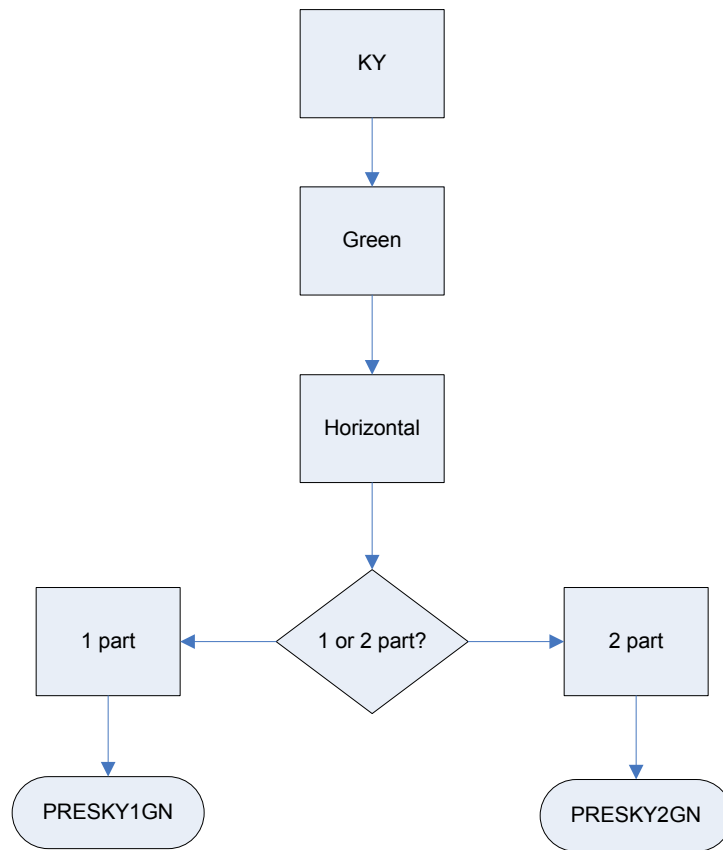 KY
Green
Horizontal
1 part
1 or 2 part?
2 part
PRESKY1GN
PRESKY2GN